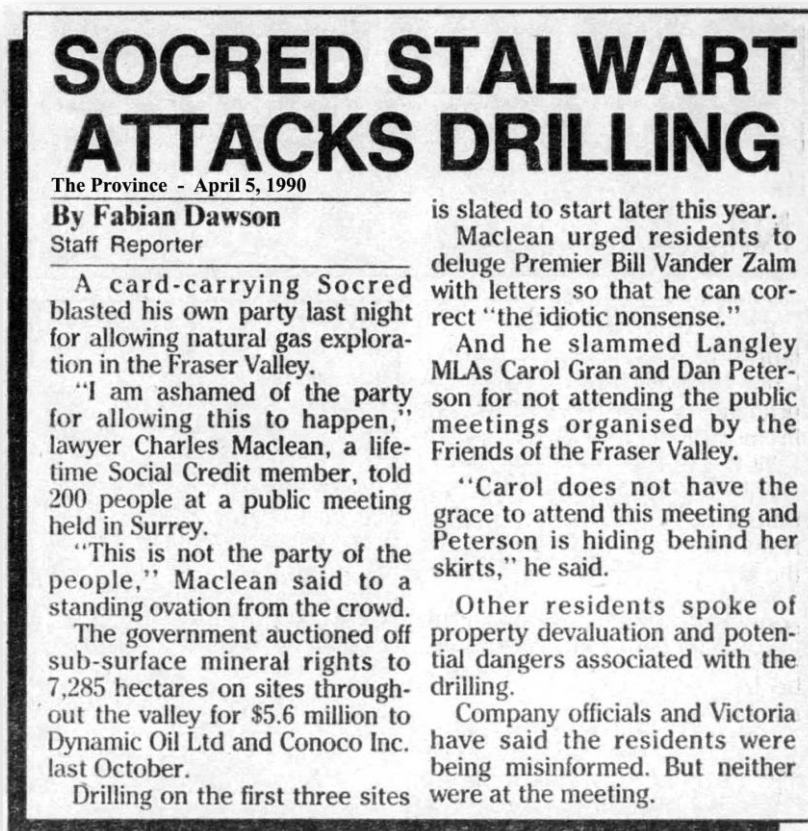 SOCRED STALWART
ATTACKS DRILLING
The Province - April 5, 1990
By Fabian Dawson
Staff Reporter
A card-carrying Socred
blasted his own party last night
for allowing natural gas explora-
tion in the Fraser Valley.
"I am ashamed of the party
for allowing this to happen,"
lawyer Charles Maclean, a life-
time Social Credit member, told
200 people at a public meeting
held in Surrey.
"This is not the party of the
people," Maclean said to a
standing ovation from the crowd.
The government auctioned off
sub-surface mineral rights to
7,285 hectares on sites through-
out the valley for $5.6 million to
Dynamic Oil Ltd and Conoco Inc.
last October.
Drilling on the first three sites
is slated to start later this year.
Maclean urged residents to
deluge Premier Bill Vander Zalm
with letters so that he can cor-
rect "the idiotic nonsense."
And he slammed Langley
MLAs Carol Gran and Dan Peter-
son for not attending the public
meetings organised by the
Friends of the Fraser Valley.
"Carol does not have the
grace to attend this meeting and
Peterson is hiding behind her
skirts," he said.
Other residents spoke of
property devaluation and poten-
tial dangers associated with the
drilling.
Company officials and Victoria
have said the residents were
being misinformed. But neither
were at the meeting.